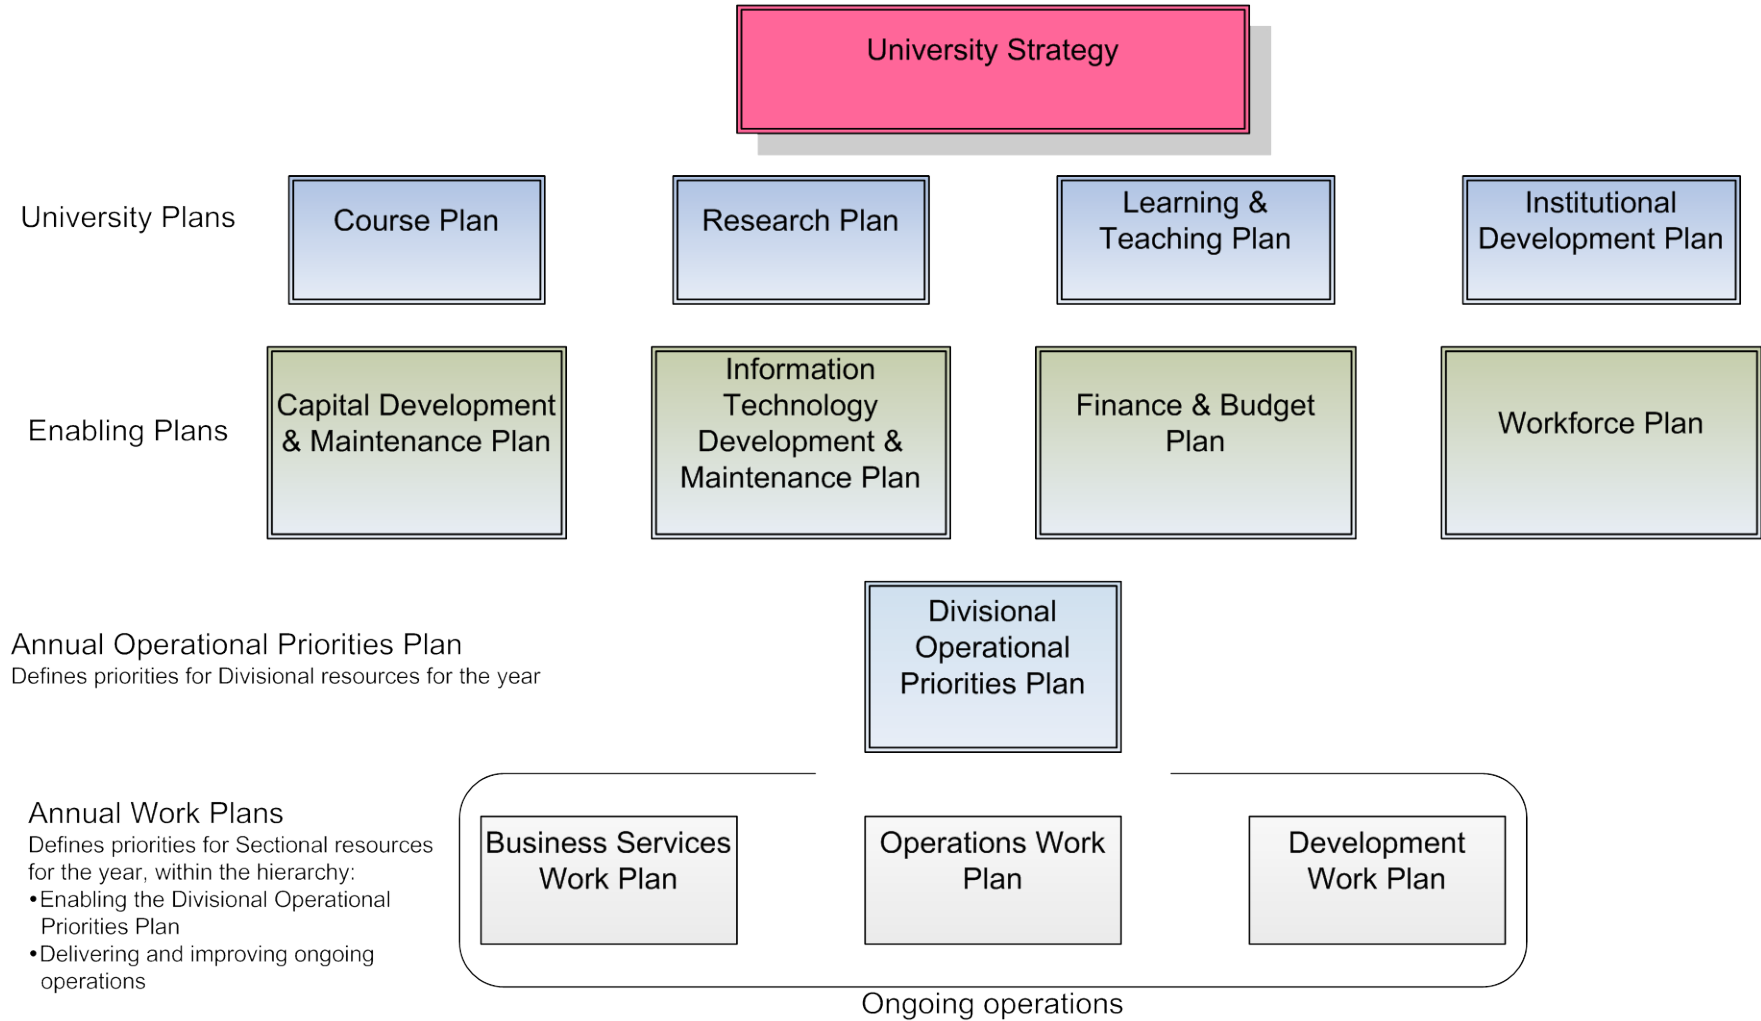 University Strategy
University Plans
Course Plan
Research Plan
Learning &
Teaching Plan
Institutional
Development Plan
Enabling Plans
Capital Development
& Maintenance Plan
Information
Technology
Development &
Maintenance Plan
Finance & Budget
Plan
Workforce Plan
Annual Operational Priorities Plan
Defines priorities for Divisional resources for the year
Divisional
Operational
Priorities Plan
Annual Work Plans
Defines priorities for Sectional resources
for the year, within the hierarchy:
•Enabling the Divisional Operational
Priorities Plan
•Delivering and improving ongoing
operations
Business Services
Work Plan
Operations Work
Plan
Development
Work Plan
Ongoing operations